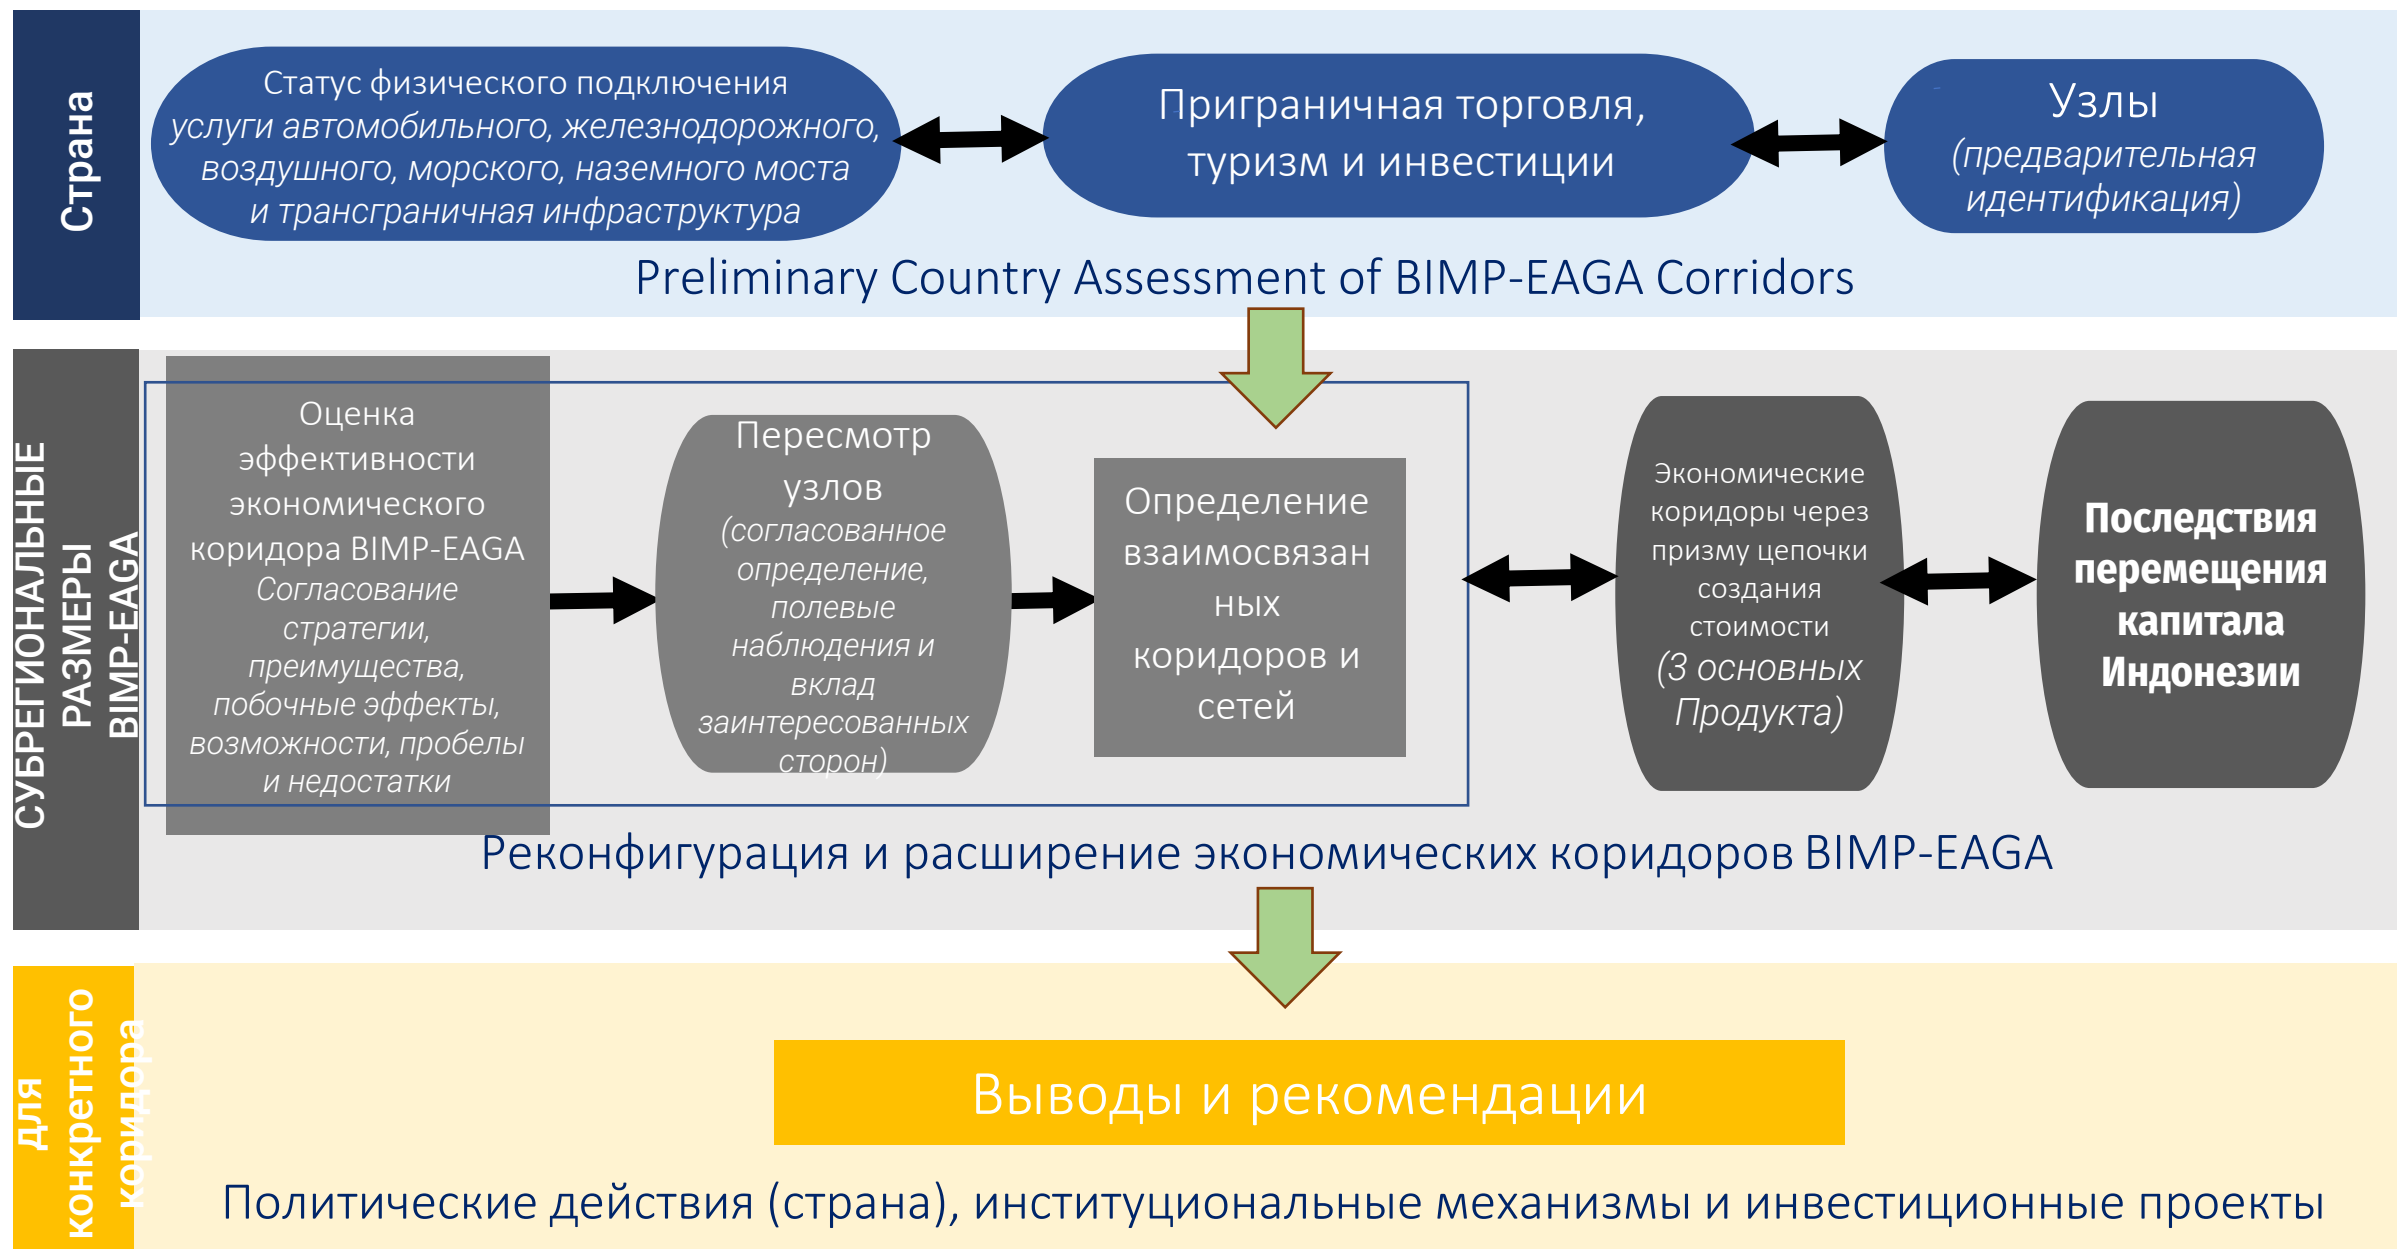 Страна
Статус физического подключения
услуги автомобильного, железнодорожного,
воздушного, морского, наземного моста
и трансграничная инфраструктура
Приграничная торговля,
туризм и инвестиции
Узлы
(предварительная
идентификация)
Preliminary Country Assessment of BIMP-EAGA Corridors
СУБРЕГИОНАЛЬНЫЕ
РАЗМЕРЫ
BIMP-EAGA
Оценка
эффективности
экономического
коридора BIMP-EAGA
Согласование
стратегии,
преимущества,
побочные эффекты,
возможности, пробелы
и недостатки
Пересмотр
узлов
(согласованное
определение,
полевые
наблюдения и
вклад
заинтересованных
сторон)
Определение
взаимосвязан
ных
коридоров и
сетей
Экономические
коридоры через
призму цепочки
создания
стоимости
(3 основных
Продукта)
Последствия
перемещения
капитала
Индонезии
Реконфигурация и расширение экономических коридоров BIMP-EAGA
для
конкретного
коридора
Выводы и рекомендации
Политические действия (страна), институциональные механизмы и инвестиционные проекты